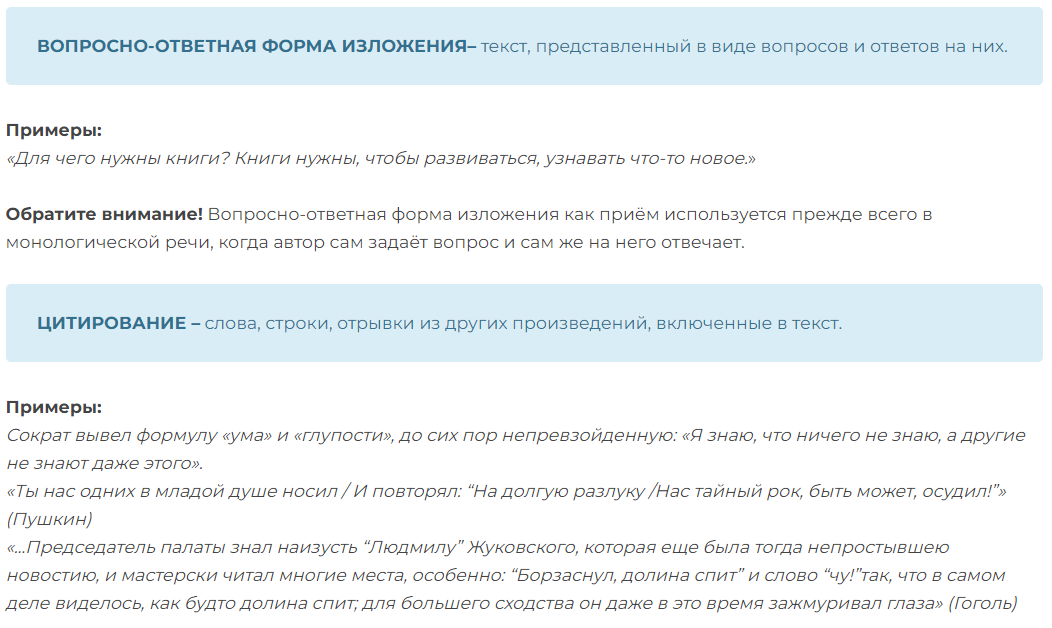 ВОПРОСНО-ОТВЕТНАЯ ФОРМА ИЗЛОЖЕНИЯ– текст, представленный в виде вопросов и ответов на них.
Примеры:
«Для чего нужны книги? Книги нужны, чтобы развиваться, узнавать что-то новое.»
Обратите внимание! Вопросно-ответная форма изложения как приём используется прежде всего в
монологической речи, когда автор сам задаёт вопрос и сам же на него отвечает.
ЦИТИРОВАНИЕ – слова, строки, отрывки из других произведений, включенные в текст.
Примеры:
Сократ вывел формулу «ума» и «глупости», до сих пор непревзойденную: «Я знаю, что ничего не знаю, а другие
не знают даже этого».
«Ты нас одних в младой душе носил / И повторял: “На долгую разлуку /Нас тайный рок, быть может, осудил!”»
(Пушкин)
«...Председатель палаты знал наизусть “Людмилу” Жуковского, которая еще была тогда непростывшею
новостию, и мастерски читал многие места, особенно: “Борзаснул, долина спит” и слово “чу!”так, что в самом
деле виделось, как будто долина спит; для большего сходства он даже в это время зажмуривал глаза» (Гоголь)